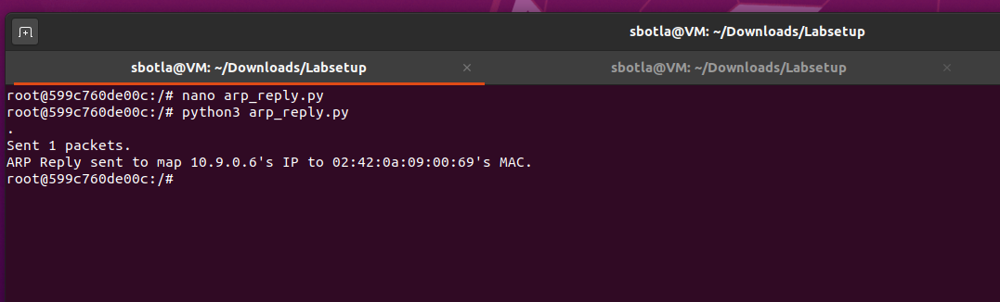 sbotla@VM: ~/Downloads/Labsetup
sbotla@VM: ~/Downloads/Labsetup × sbotla@VM: ~/Downloads/Labsetup ×
root@599c760de00c:/# nano arp_reply.py
root@599c760de00c:/# python3 arp_reply.py
.
Sent 1 packets.
ARP Reply sent to map 10.9.0.6's IP to 02:42:0a:09:00:69's MAC.
root@599c760de00c:/#